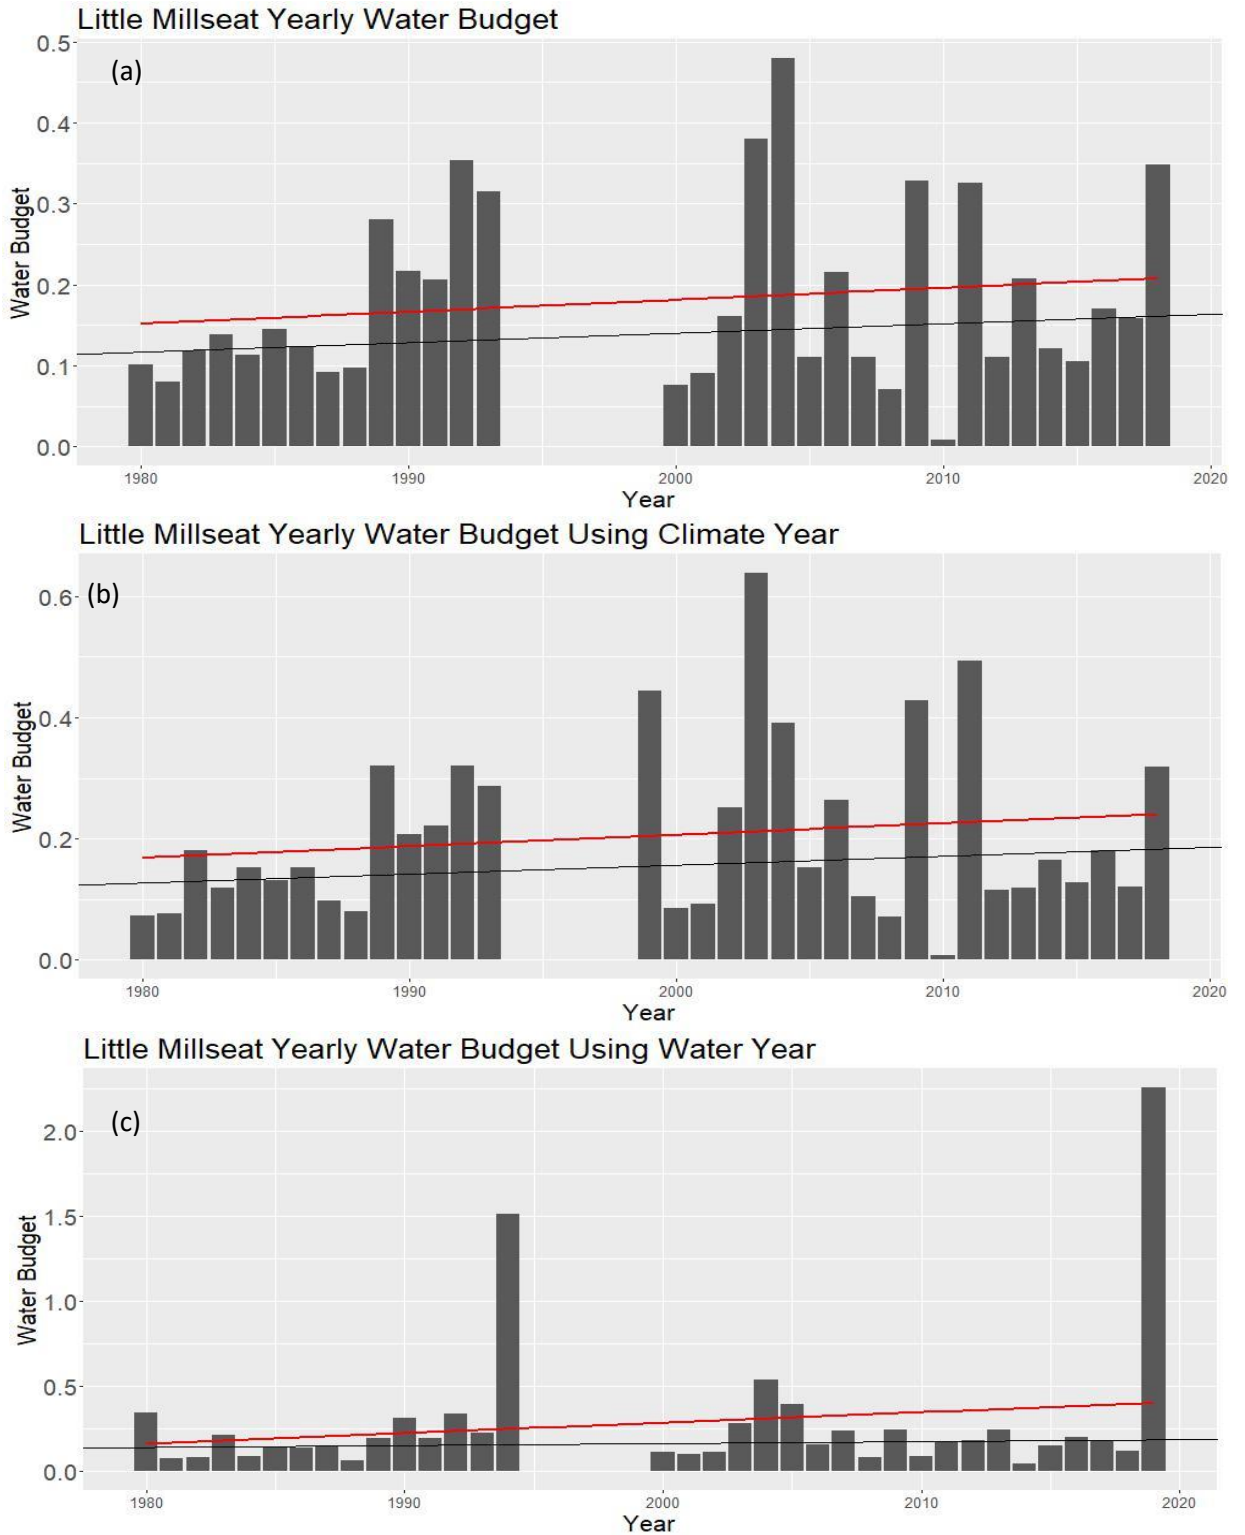 Little Millseat Yearly Water Budget
(a)
0.5
0.4
0.3
0.2
0.1
0.0
Water Budget
1980 1990 2000 2010 2020
Year
Little Millseat Yearly Water Budget Using Climate Year
(b)
0.6
0.4
0.2
0.0
Water Budget
1980 1990 2000 2010 2020
Year
Little Millseat Yearly Water Budget Using Water Year
(c)
2.0
1.5
1.0
0.5
0.0
Water Budget
1980 1990 2000 2010 2020
Year